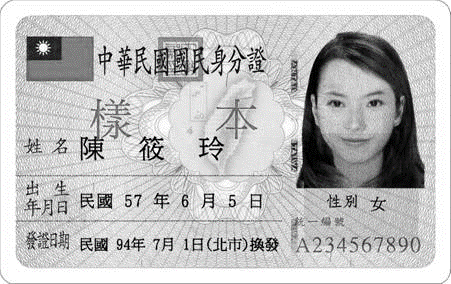 中華民國國民身分證
樣本
姓名 陳筱玲
出生年月日 民國 57 年 6 月 5 日
性別 女
統一編號
發證日期 民國 94年 7月 1日(北市)換發
A234567890